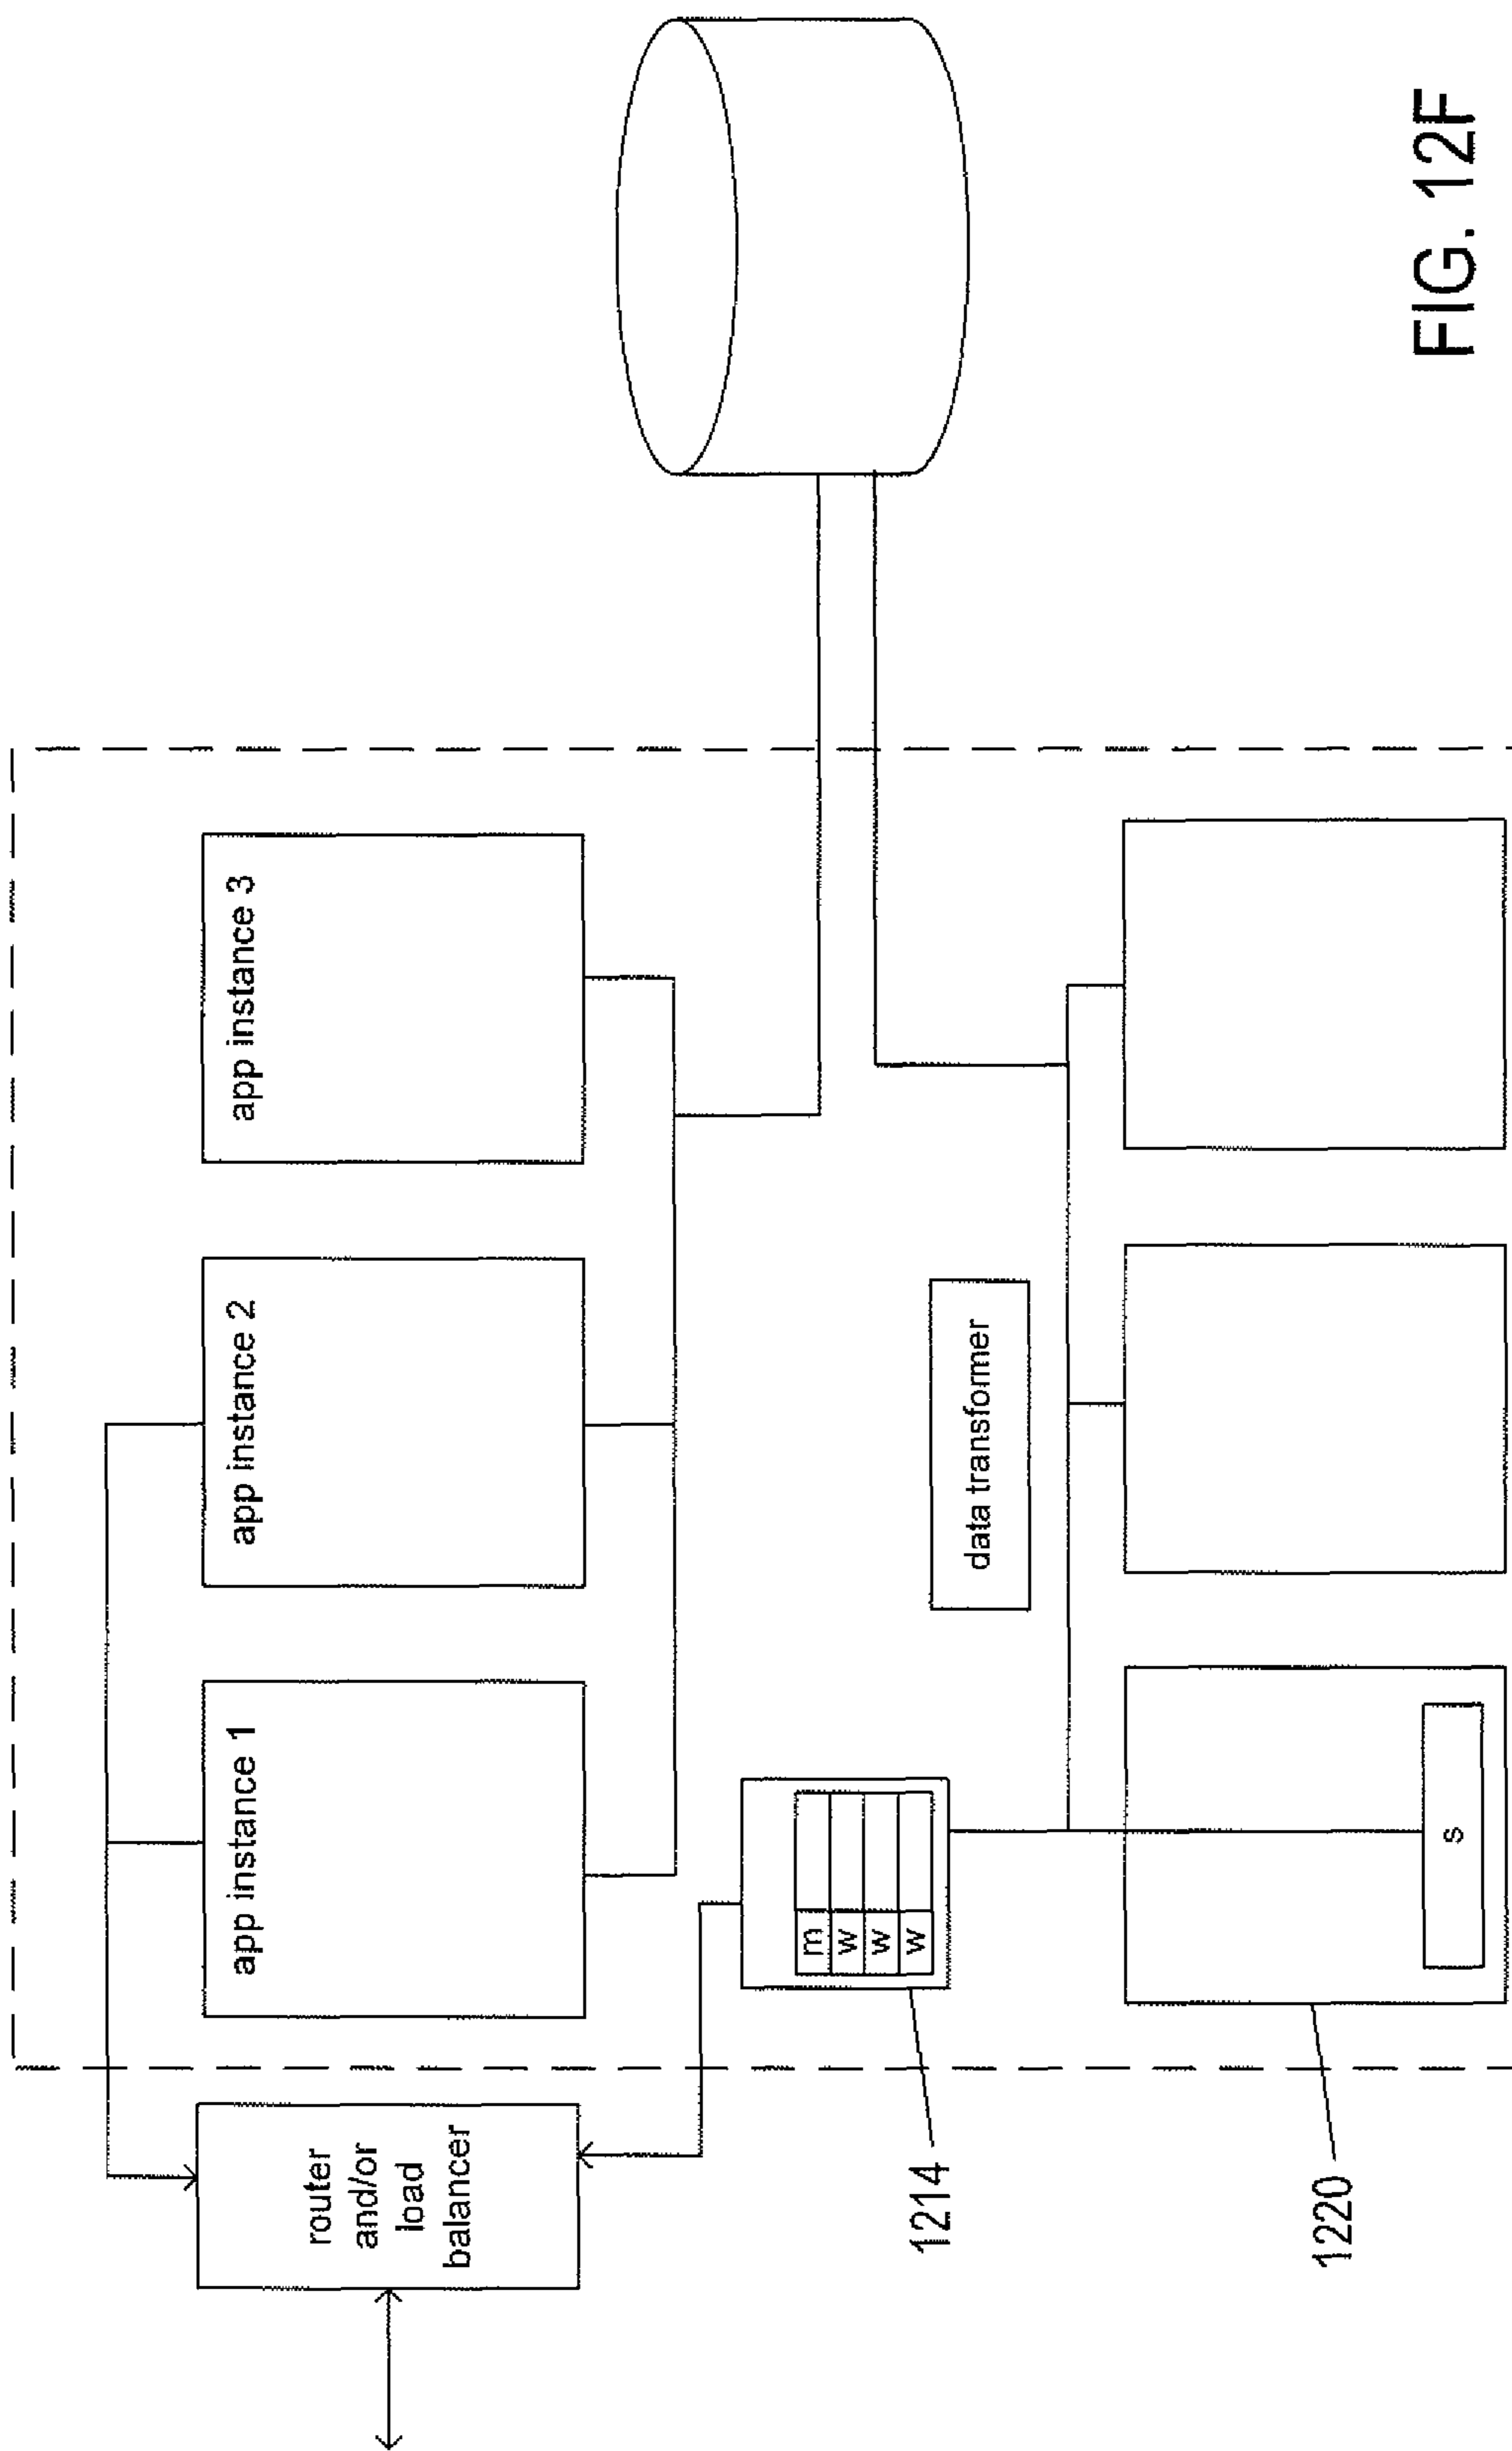 router
and/or
load
balancer
app instance 1
app instance 2
app instance 3
m
w
w
w
data transformer
s
1214
1220
FIG. 12F